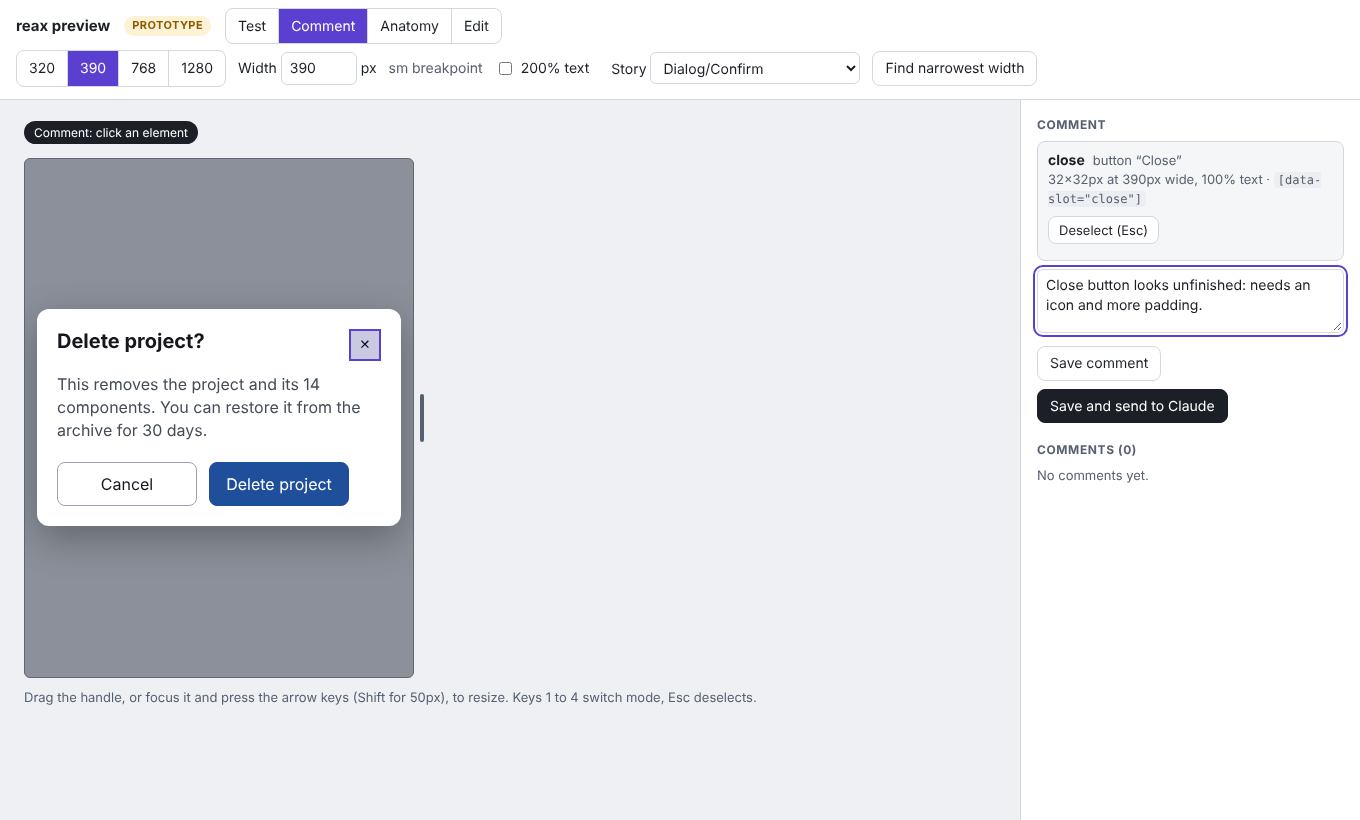 reax preview PROTOTYPE Test Comment Anatomy Edit
320 390 768 1280 Width 390 px sm breakpoint 200% text Story Dialog/Confirm Find narrowest width
Comment: click an element
Delete project?
×
This removes the project and its 14
components. You can restore it from the
archive for 30 days.
Cancel Delete project
Drag the handle, or focus it and press the arrow keys (Shift for 50px), to resize. Keys 1 to 4 switch mode, Esc deselects.
COMMENT
close button “Close”
32×32px at 390px wide, 100% text · [data-
slot="close"]
Deselect (Esc)
Close button looks unfinished: needs an
icon and more padding.
Save comment
Save and send to Claude
COMMENTS (0)
No comments yet.